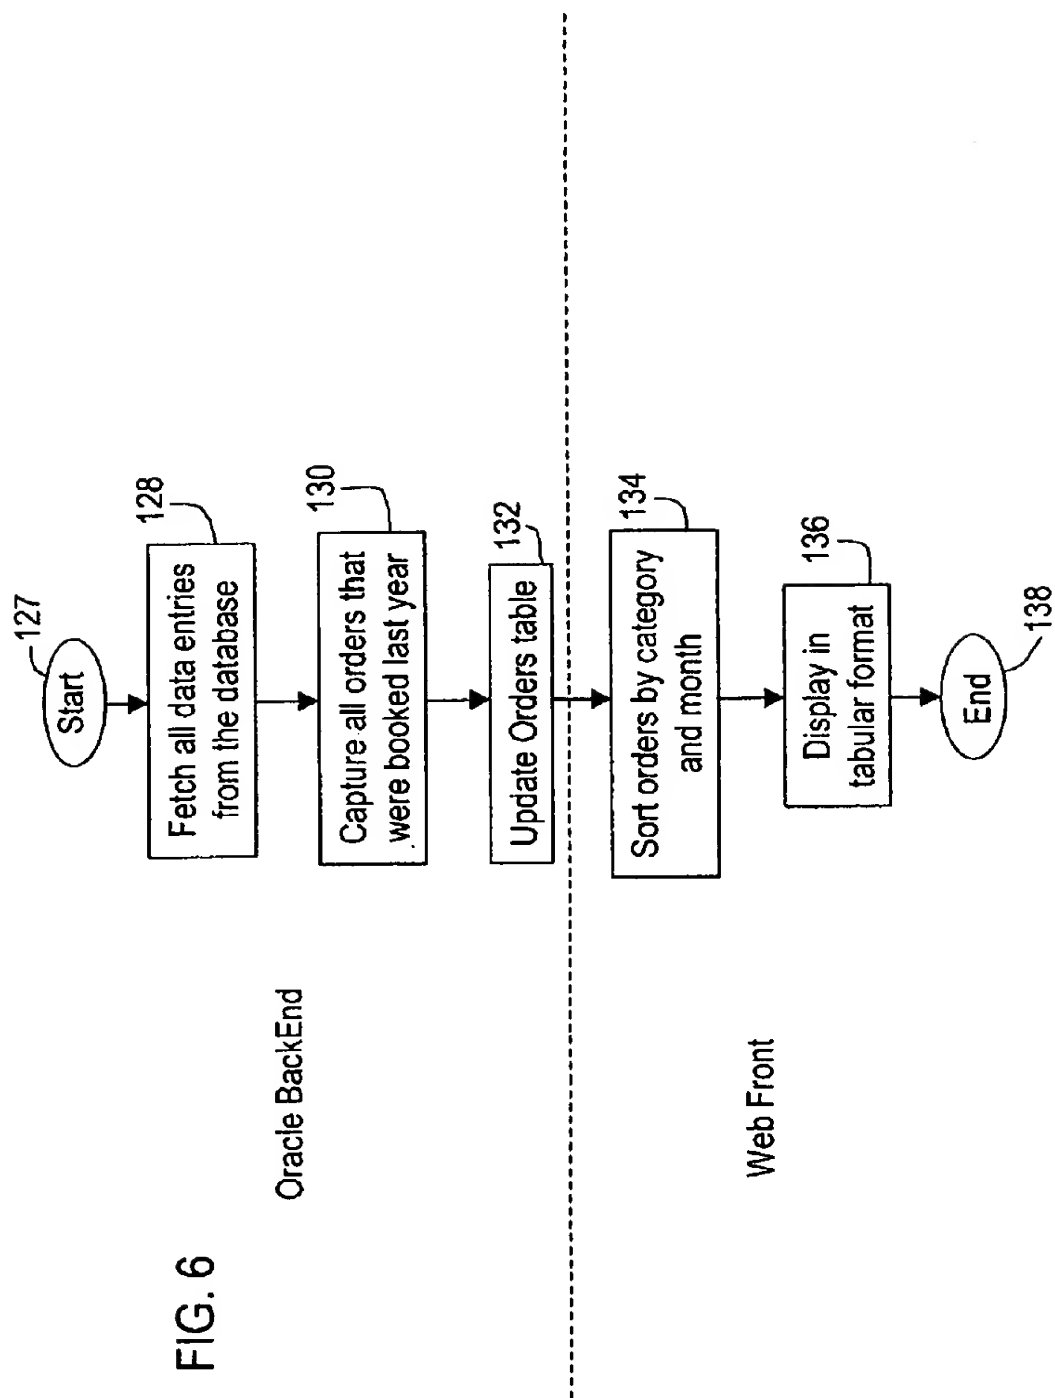 FIG. 6
Oracle BackEnd
Web Front
Start
127
Fetch all data entries
from the database
128
Capture all orders that
were booked last year
130
Update Orders table
132
Sort orders by category
and month
134
Display in
tabular format
136
End
138